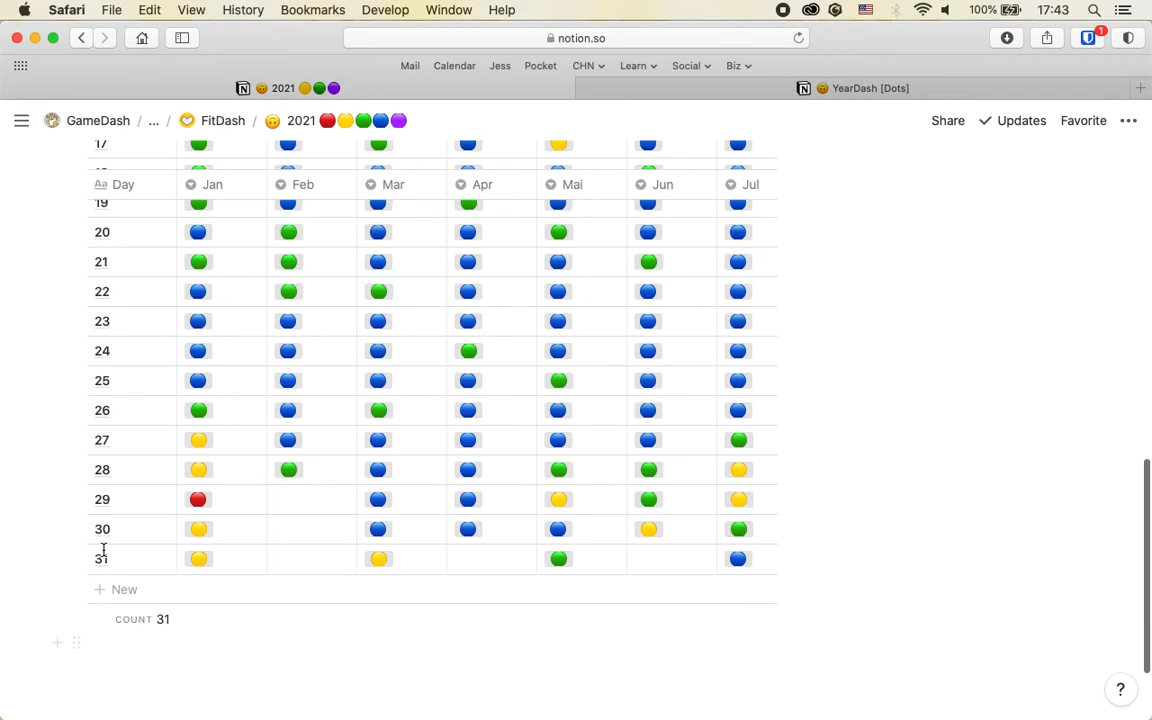 Safari File Edit View History Bookmarks Develop Window Help 100% 17:43
notion.so 1
Mail Calendar Jess Pocket CHN Learn Social Biz
2021 YearDash [Dots]
GameDash / ... / FitDash / 2021 Share Updates Favorite
17
Aa Day Jan Feb Mar Apr Mai Jun Jul
19
20
21
22
23
24
25
26
27
28
29
30
31
+ New
COUNT 31
?